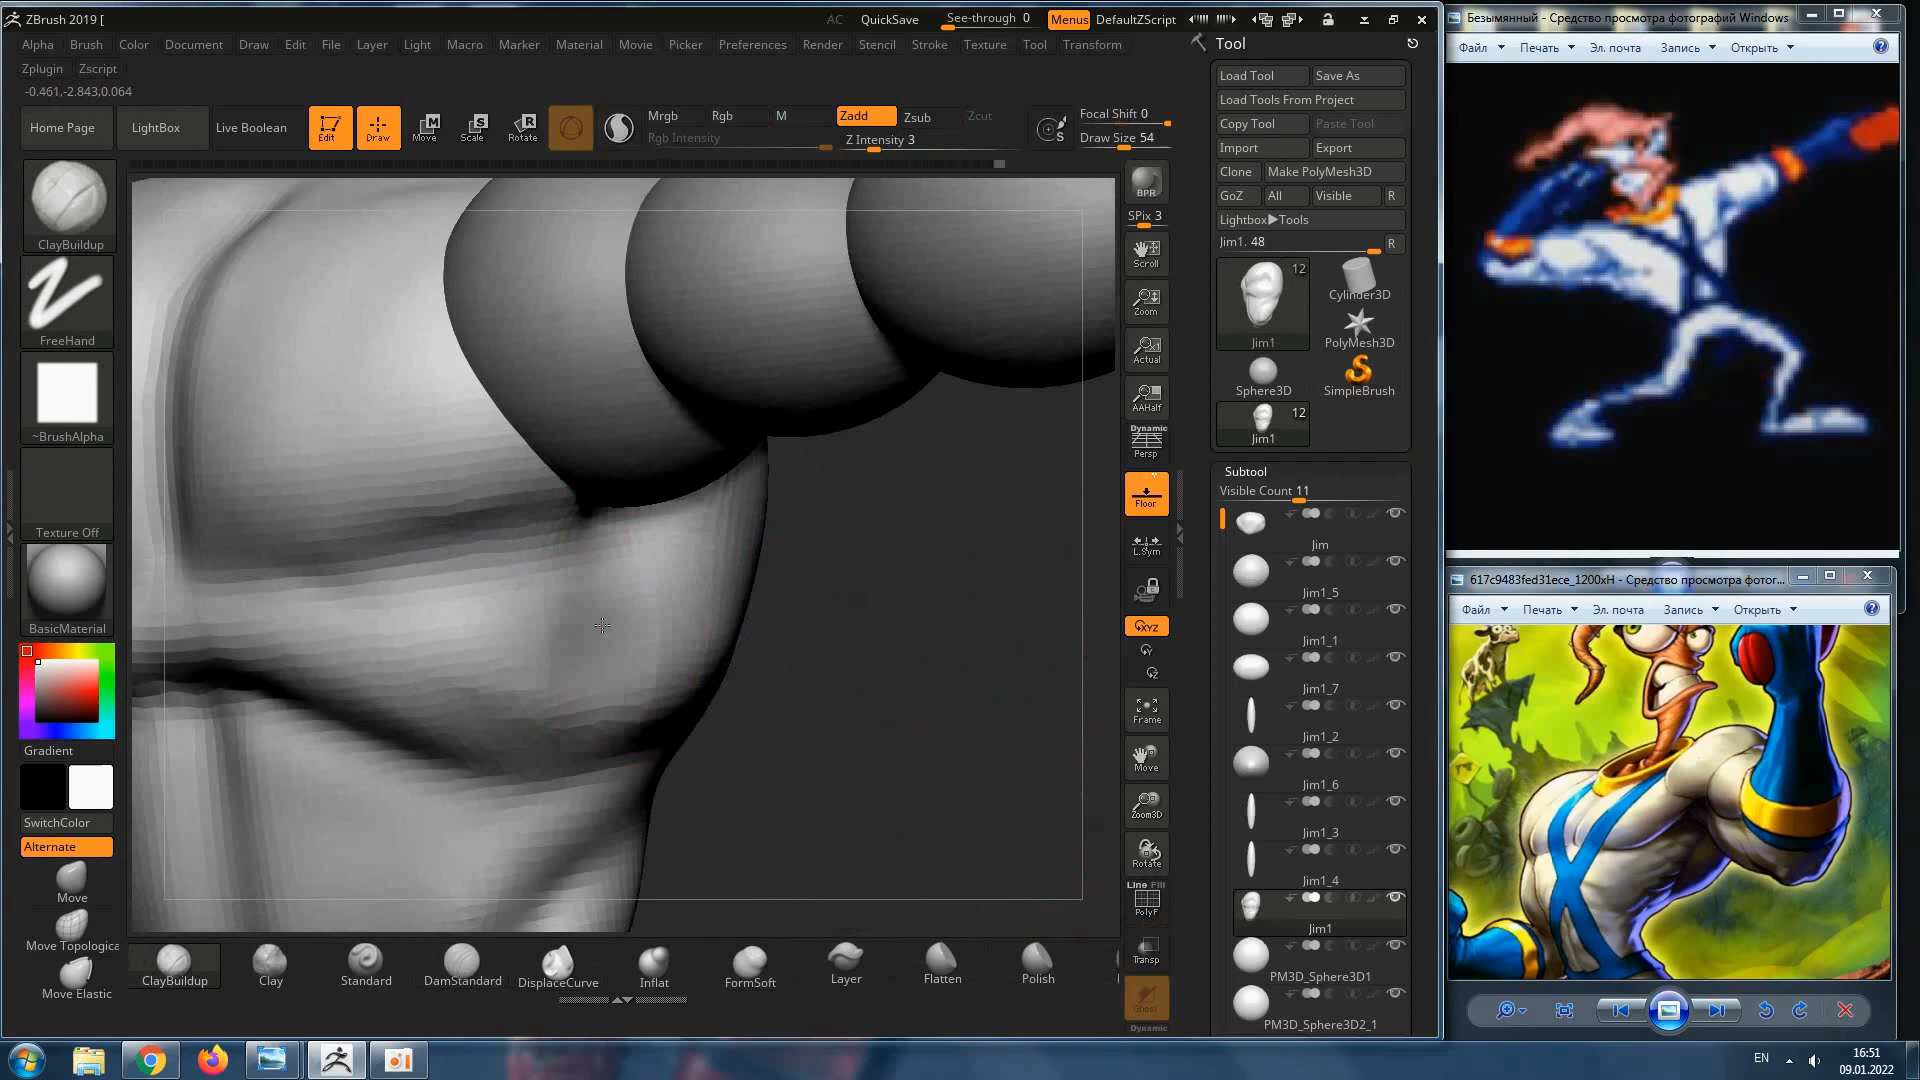 ZBrush 2019 [
AC
QuickSave
See-through 0
Menus
DefaultZScript
Alpha Brush Color Document Draw Edit File Layer Light Macro Marker Material Movie Picker Preferences Render Stencil Stroke Texture Tool Transform
Zplugin Zscript
-0.461,-2.843,0.064
Home Page
LightBox
Live Boolean
Edit
Draw
Move
Scale
Rotate
Mrgb Rgb M
Rgb Intensity
Zadd Zsub Zcut
Z Intensity 3
Focal Shift 0
Draw Size 54
ClayBuildup
FreeHand
~BrushAlpha
Texture Off
BasicMaterial
Gradient
SwitchColor
Alternate
Move
Move Topologica
Move Elastic
BPR
SPix 3
Scroll
Zoom
Actual
AAHalf
Dynamic
Persp
Floor
L.Sym
XYZ
Frame
Move
Zoom3D
Rotate
Line Fill
PolyF
Transp
Ghost
Dynamic
ClayBuildup Clay Standard DamStandard DisplaceCurve Inflat FormSoft Layer Flatten Polish
Tool
Load Tool Save As
Load Tools From Project
Copy Tool Paste Tool
Import Export
Clone Make PolyMesh3D
GoZ All Visible R
Lightbox▶Tools
Jim1. 48 R
12
Jim1
Cylinder3D
PolyMesh3D
Sphere3D
SimpleBrush
12
Jim1
Subtool
Visible Count 11
Jim
Jim1_5
Jim1_1
Jim1_7
Jim1_2
Jim1_6
Jim1_3
Jim1_4
Jim1
PM3D_Sphere3D1
PM3D_Sphere3D2_1
Безымянный - Средство просмотра фотографий Windows
Файл Печать Эл. почта Запись Открыть
617c9483fed31ece_1200xH - Средство просмотра фотог...
Файл Печать Эл. почта Запись Открыть
EN
16:51
09.01.2022